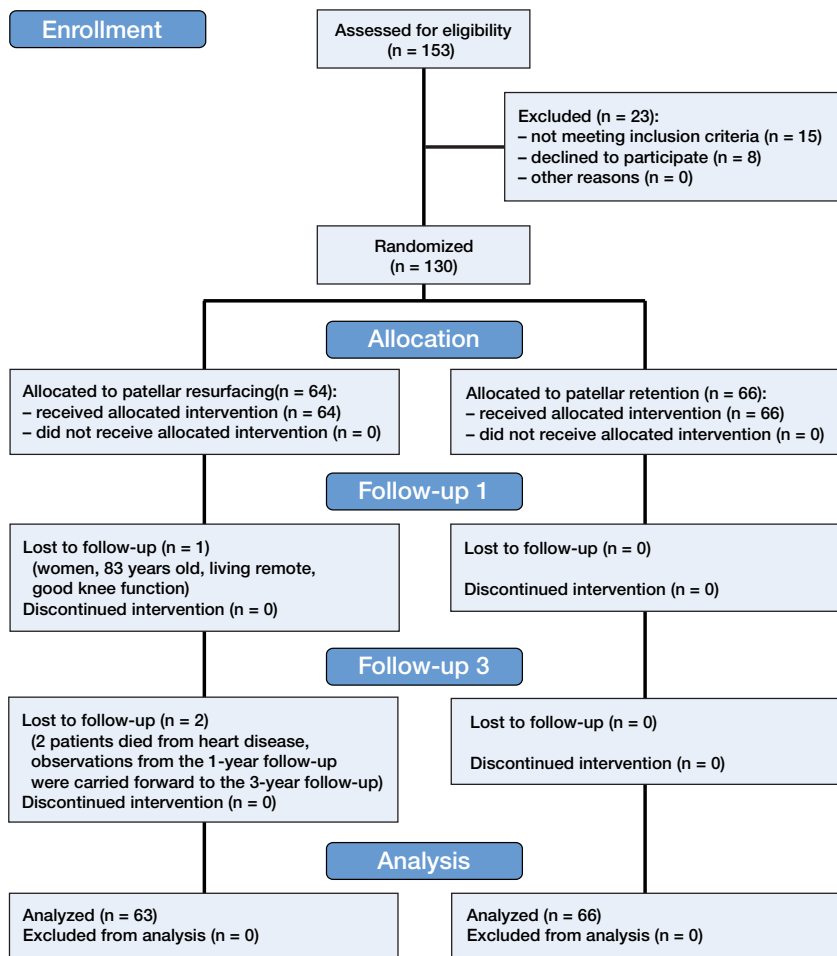 Enrollment
Assessed for eligibility
(n = 153)
Excluded (n = 23):
– not meeting inclusion criteria (n = 15)
– declined to participate (n = 8)
– other reasons (n = 0)
Randomized
(n = 130)
Allocation
Allocated to patellar resurfacing(n = 64):
– received allocated intervention (n = 64)
– did not receive allocated intervention (n = 0)
Allocated to patellar retention (n = 66):
– received allocated intervention (n = 66)
– did not receive allocated intervention (n = 0)
Follow-up 1
Lost to follow-up (n = 1)
(women, 83 years old, living remote,
good knee function)
Discontinued intervention (n = 0)
Lost to follow-up (n = 0)
Discontinued intervention (n = 0)
Follow-up 3
Lost to follow-up (n = 2)
(2 patients died from heart disease,
observations from the 1-year follow-up
were carried forward to the 3-year follow-up)
Discontinued intervention (n = 0)
Lost to follow-up (n = 0)
Discontinued intervention (n = 0)
Analysis
Analyzed (n = 63)
Excluded from analysis (n = 0)
Analyzed (n = 66)
Excluded from analysis (n = 0)